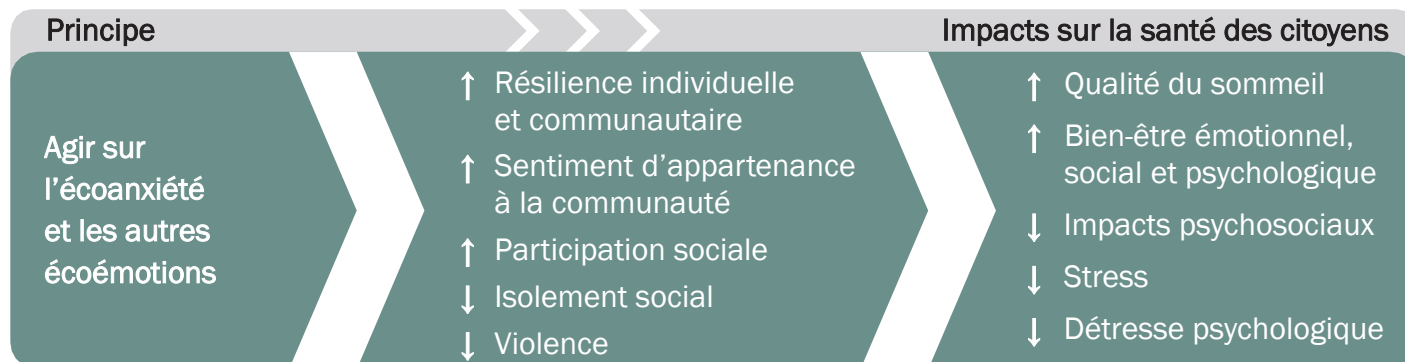 Principe
Impacts sur la santé des citoyens
Agir sur
l’écoanxiété
et les autres
écoémotions
↑ Résilience individuelle
et communautaire
↑ Sentiment d’appartenance
à la communauté
↑ Participation sociale
↓ Isolement social
↓ Violence
↑ Qualité du sommeil
↑ Bien-être émotionnel,
social et psychologique
↓ Impacts psychosociaux
↓ Stress
↓ Détresse psychologique